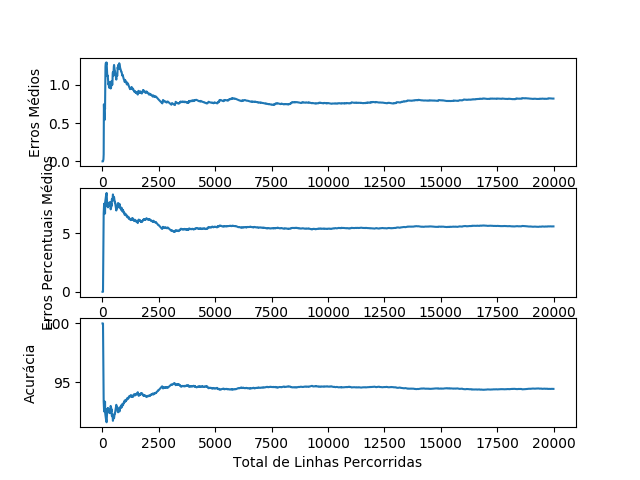 Erros Médios
1.0
0.5
0.0
0 2500 5000 7500 10000 12500 15000 17500 20000
Erros Percentuais Médios
5
0
0 2500 5000 7500 10000 12500 15000 17500 20000
Acurácia
100
95
0 2500 5000 7500 10000 12500 15000 17500 20000
Total de Linhas Percorridas